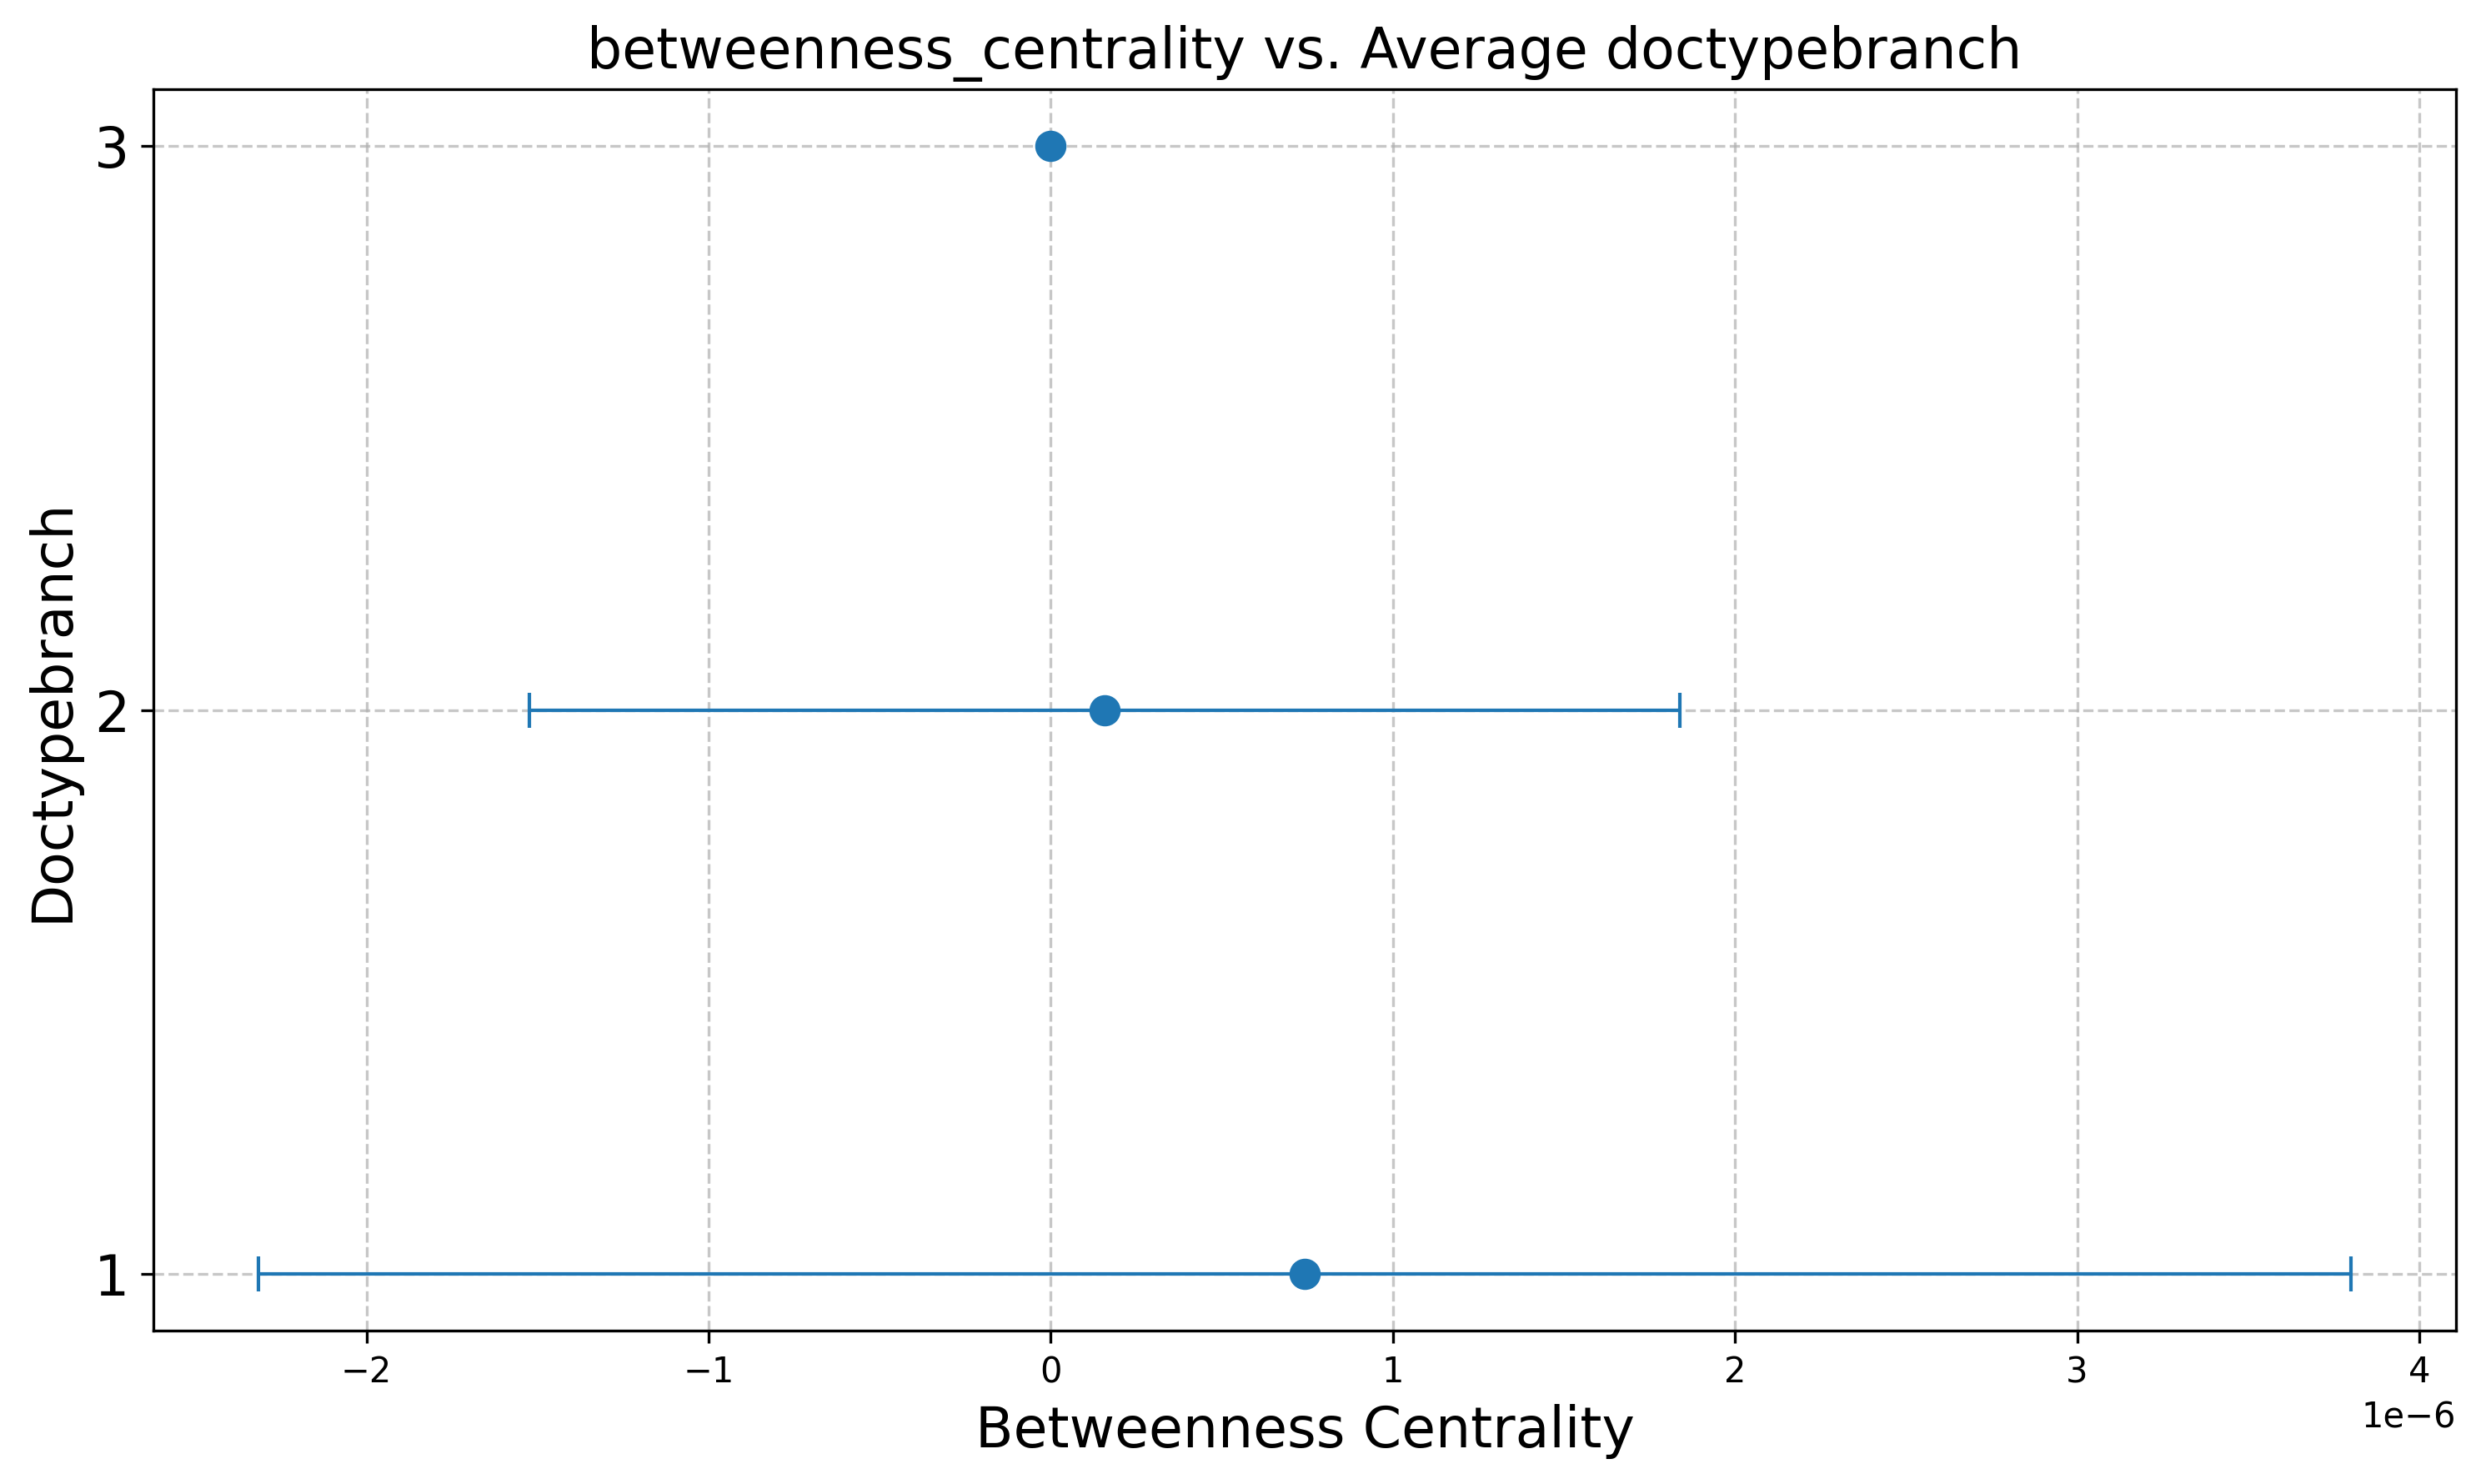 betweenness_centrality vs. Average doctypebranch
3
2
1
Doctypebranch
−2 −1 0 1 2 3 4
1e−6
Betweenness Centrality